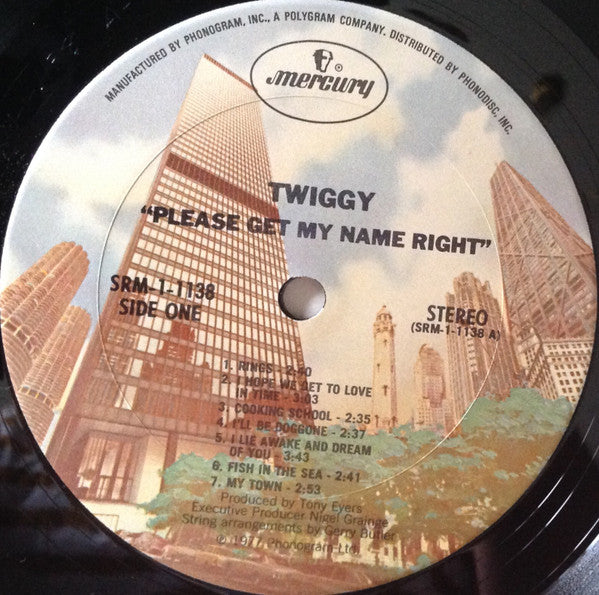 MANUFACTURED BY PHONOGRAM, INC., A POLYGRAM COMPANY. DISTRIBUTED BY PHONODISC, INC.
®
mercury
TWIGGY
"PLEASE GET MY NAME RIGHT"
SRM-1-1138
SIDE ONE
STEREO
(SRM-1-1138 A)
1. RINGS - 2:40
2. I HOPE WE GET TO LOVE
IN TIME - 3:03
3. COOKING SCHOOL - 2:35
4. I'LL BE DOGGONE - 2:37
5. I LIE AWAKE AND DREAM
OF YOU - 3:43
6. FISH IN THE SEA - 2:41
7. MY TOWN - 2:53
Produced by Tony Eyers
Executive Producer Nigel Grainge
String arrangements by Gerry Butler
℗ 1977 Phonogram Ltd.